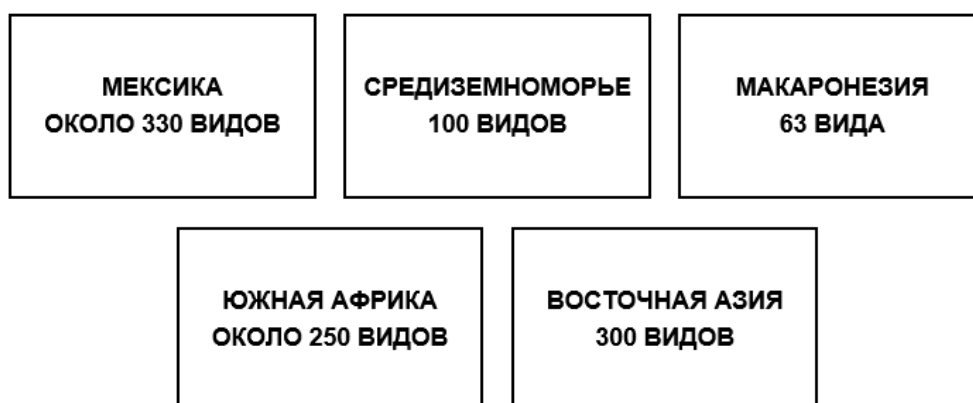 МЕКСИКА
ОКОЛО 330 ВИДОВ
СРЕДИЗЕМНОМОРЬЕ
100 ВИДОВ
МАКАРОНЕЗИЯ
63 ВИДА
ЮЖНАЯ АФРИКА
ОКОЛО 250 ВИДОВ
ВОСТОЧНАЯ АЗИЯ
300 ВИДОВ